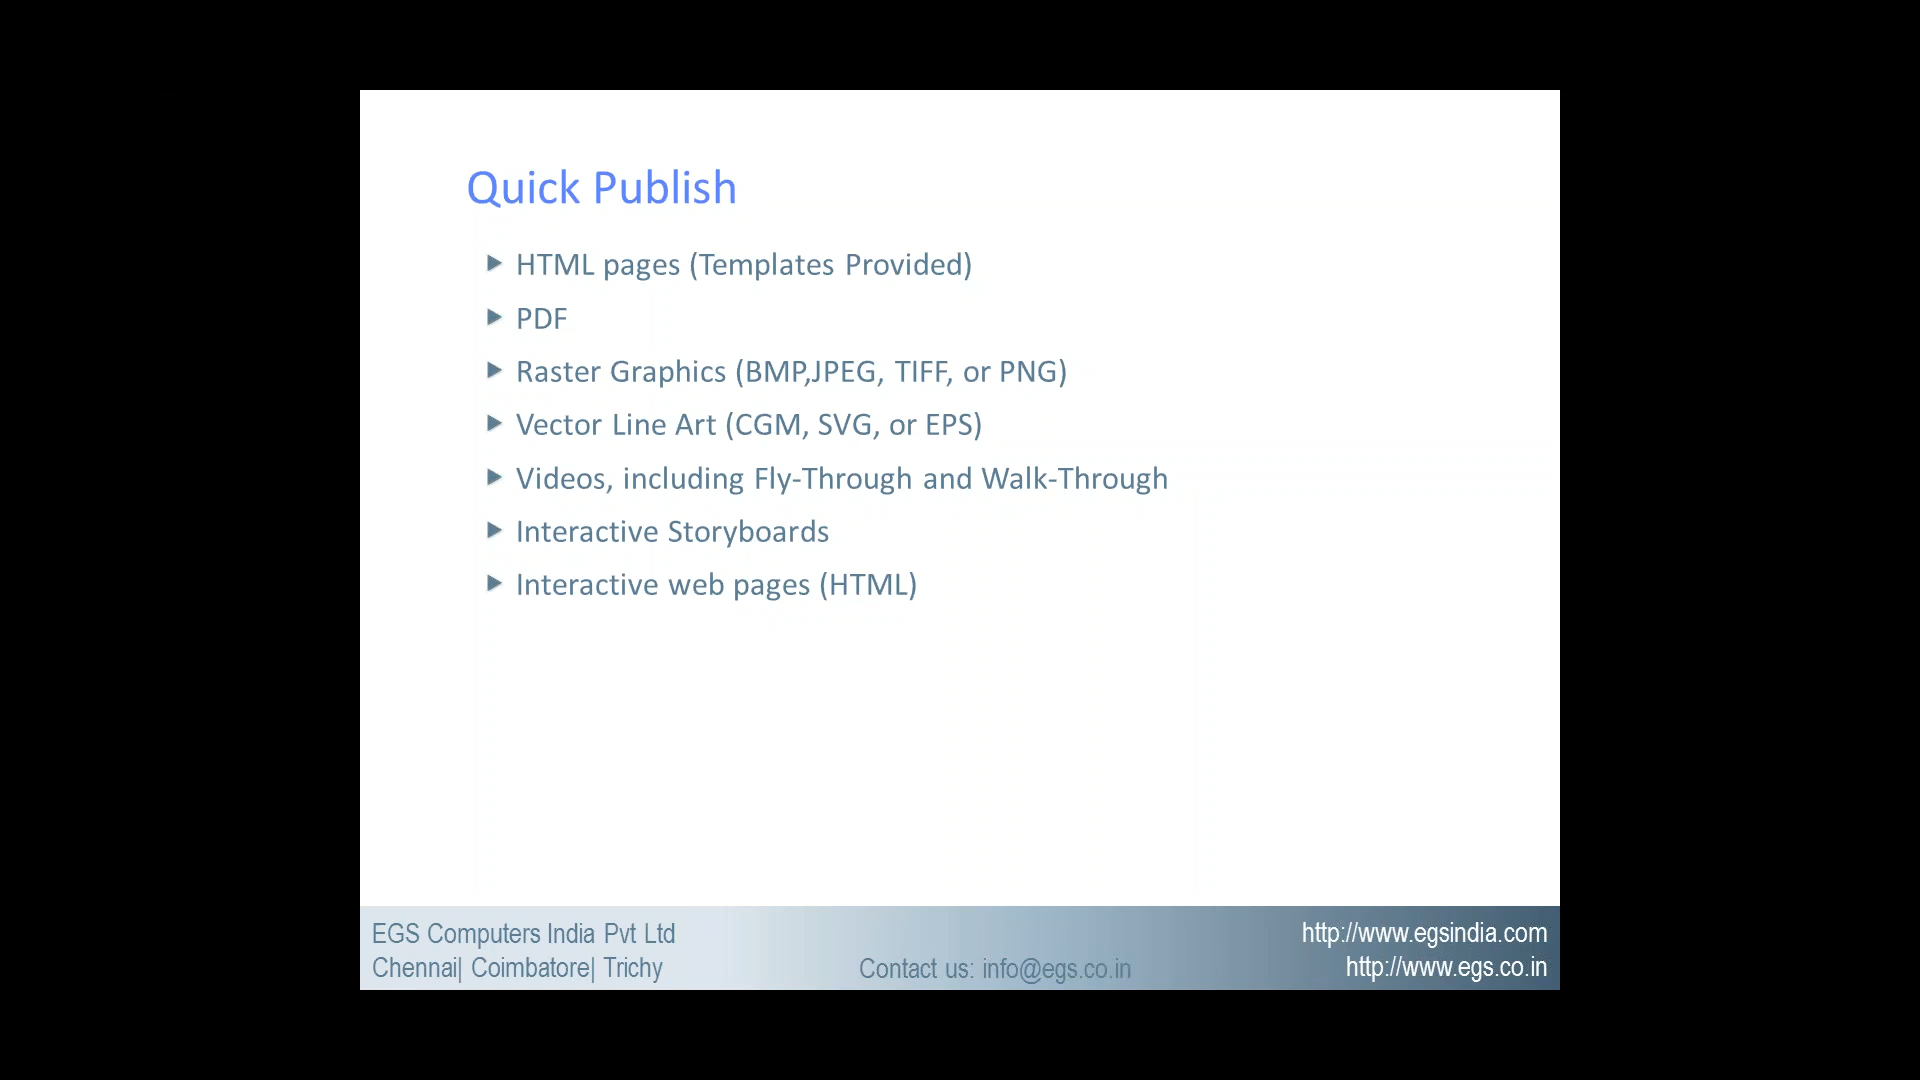 Quick Publish
HTML pages (Templates Provided)
PDF
Raster Graphics (BMP,JPEG, TIFF, or PNG)
Vector Line Art (CGM, SVG, or EPS)
Videos, including Fly-Through and Walk-Through
Interactive Storyboards
Interactive web pages (HTML)
EGS Computers India Pvt Ltd
Chennai| Coimbatore| Trichy
Contact us: info@egs.co.in
http://www.egsindia.com
http://www.egs.co.in